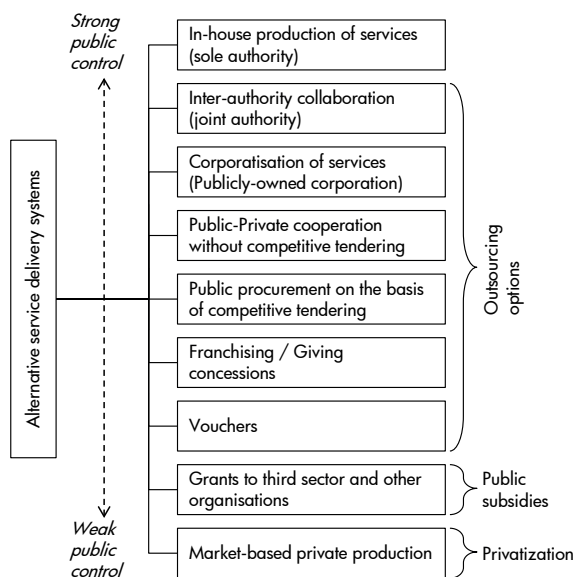 Strong
public
control
Alternative service delivery systems
In-house production of services
(sole authority)
Inter-authority collaboration
(joint authority)
Corporatisation of services
(Publicly-owned corporation)
Public-Private cooperation
without competitive tendering
Public procurement on the basis
of competitive tendering
Franchising / Giving
concessions
Vouchers
Grants to third sector and other
organisations
Market-based private production
Outsourcing
options
Public
subsidies
Privatization
Weak
public
control